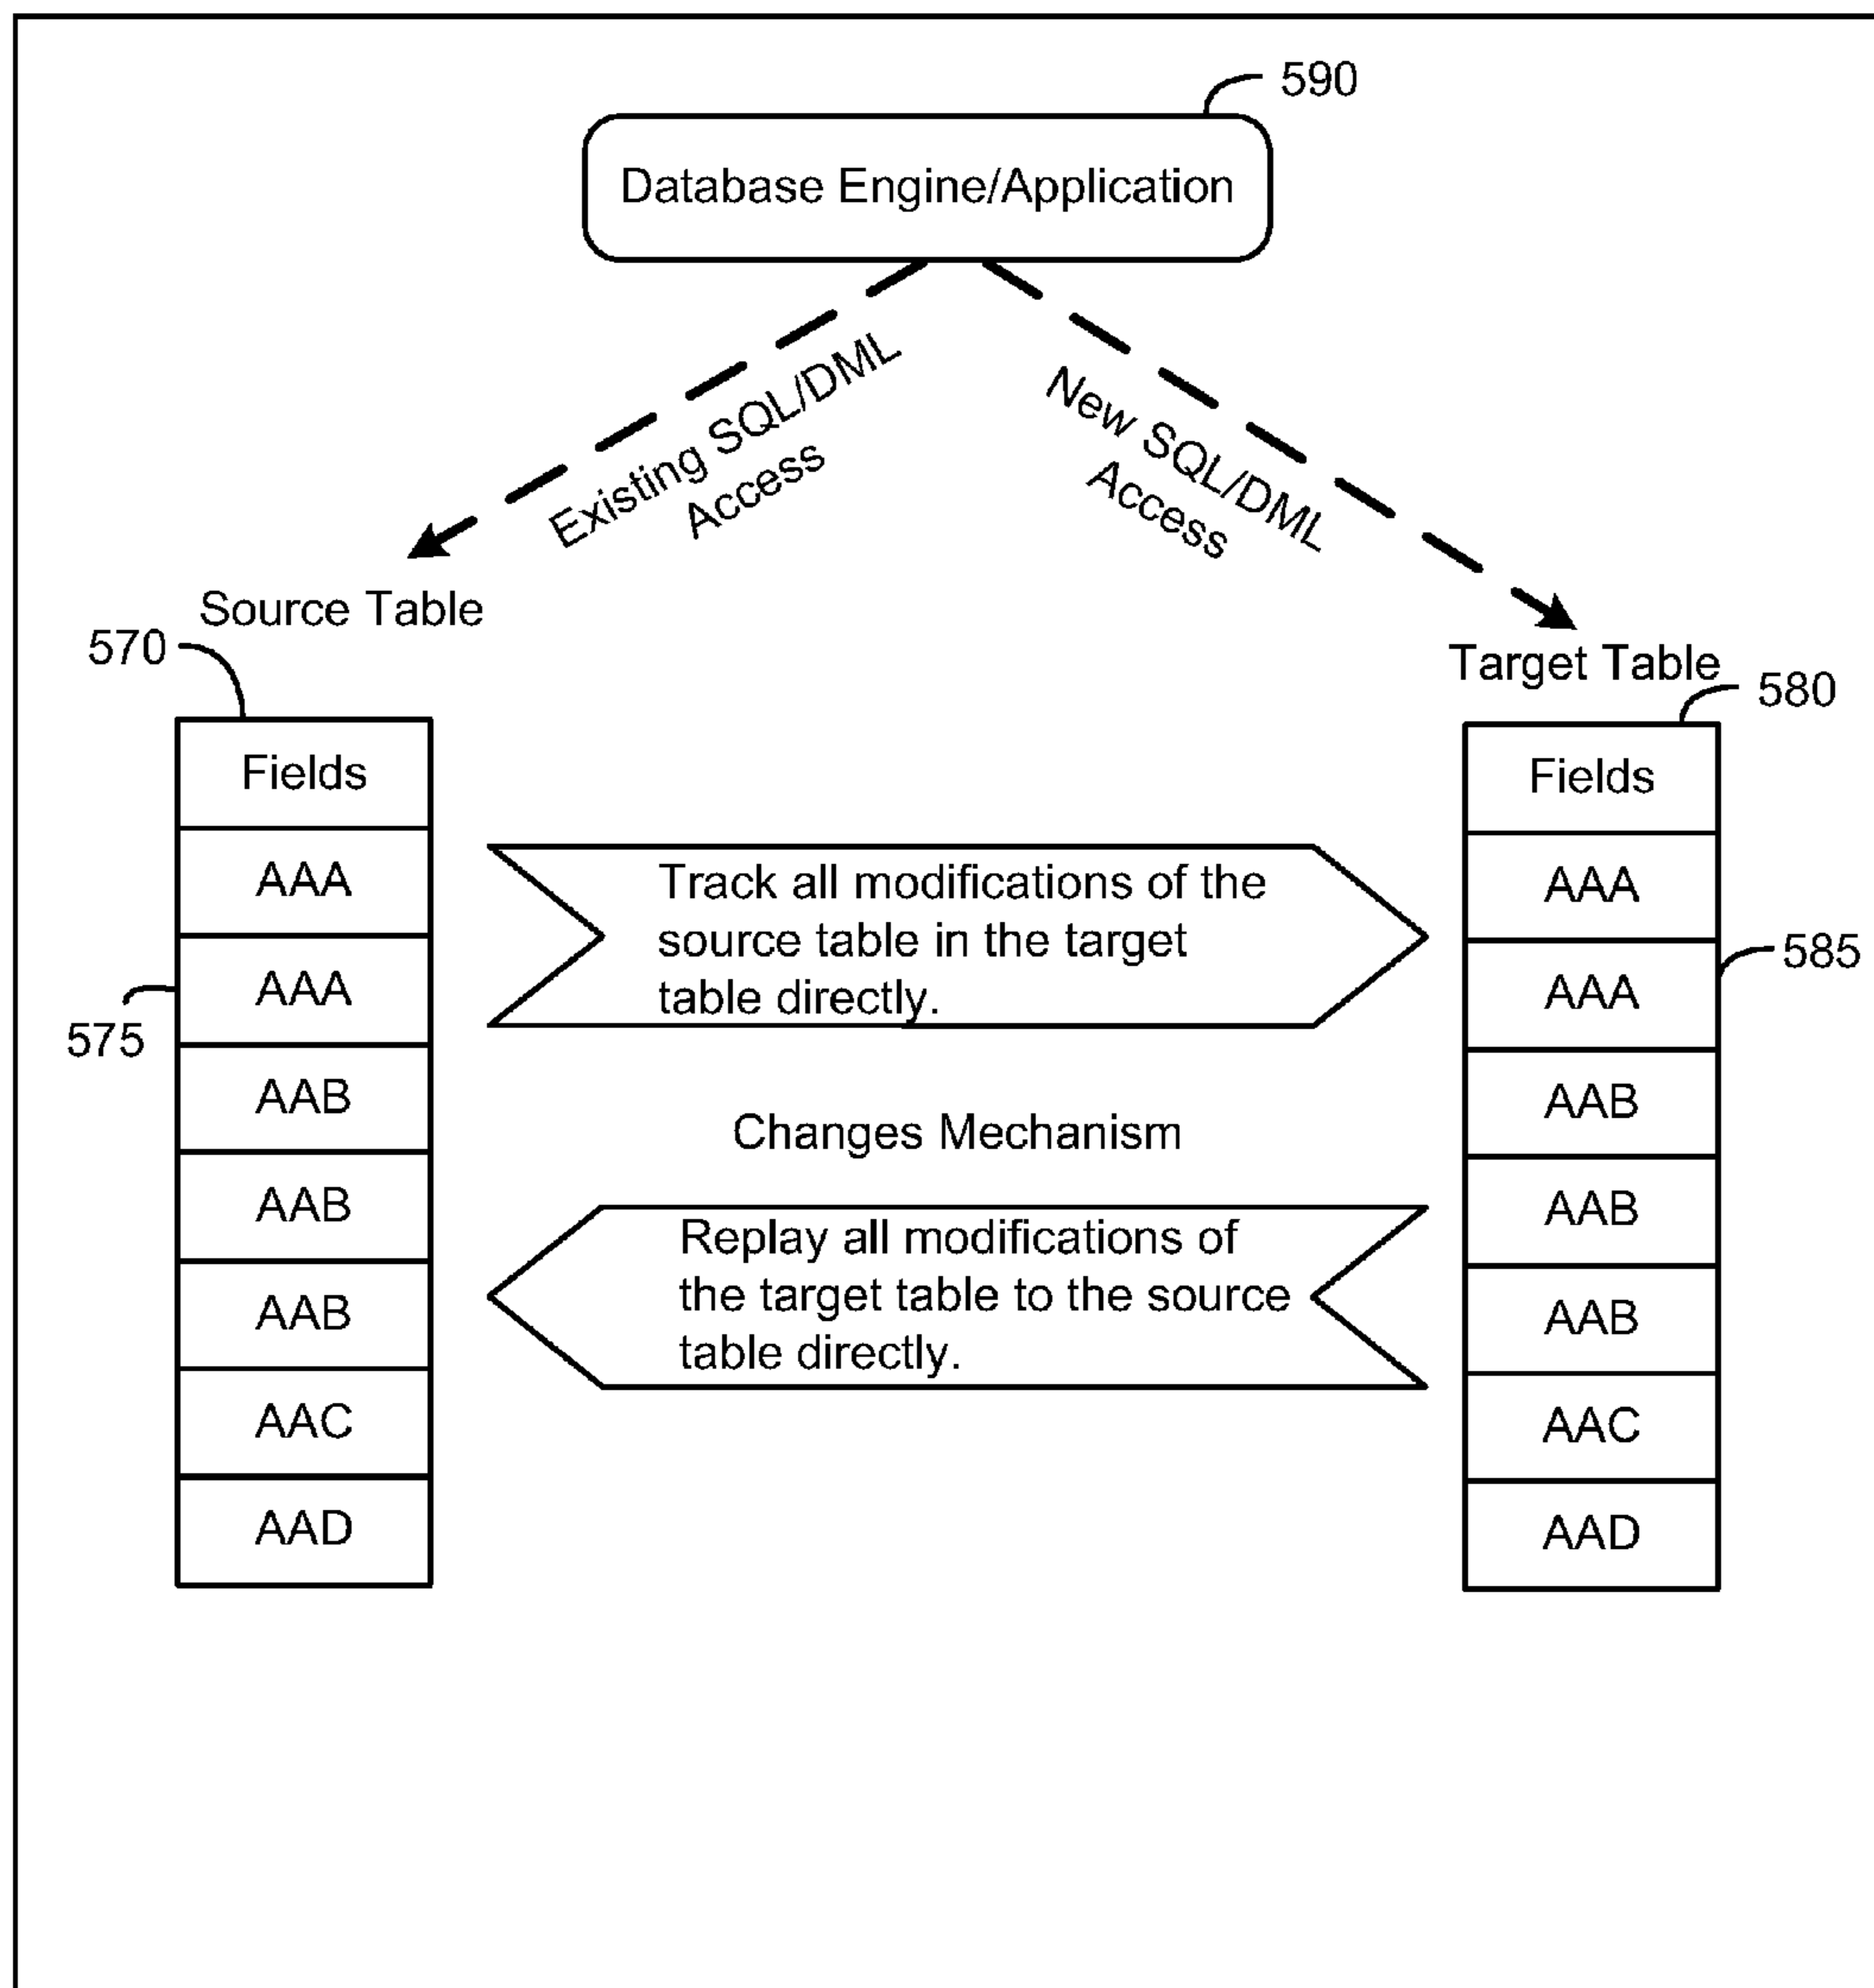 590
Database Engine/Application
Existing SQL/DML
Access
New SQL/DML
Access
Source Table
570
Target Table
580
Fields
AAA
AAA
575
AAB
AAB
AAB
AAC
AAD
Track all modifications of the
source table in the target
table directly.
Changes Mechanism
Replay all modifications of
the target table to the source
table directly.
Fields
AAA
AAA
585
AAB
AAB
AAB
AAC
AAD